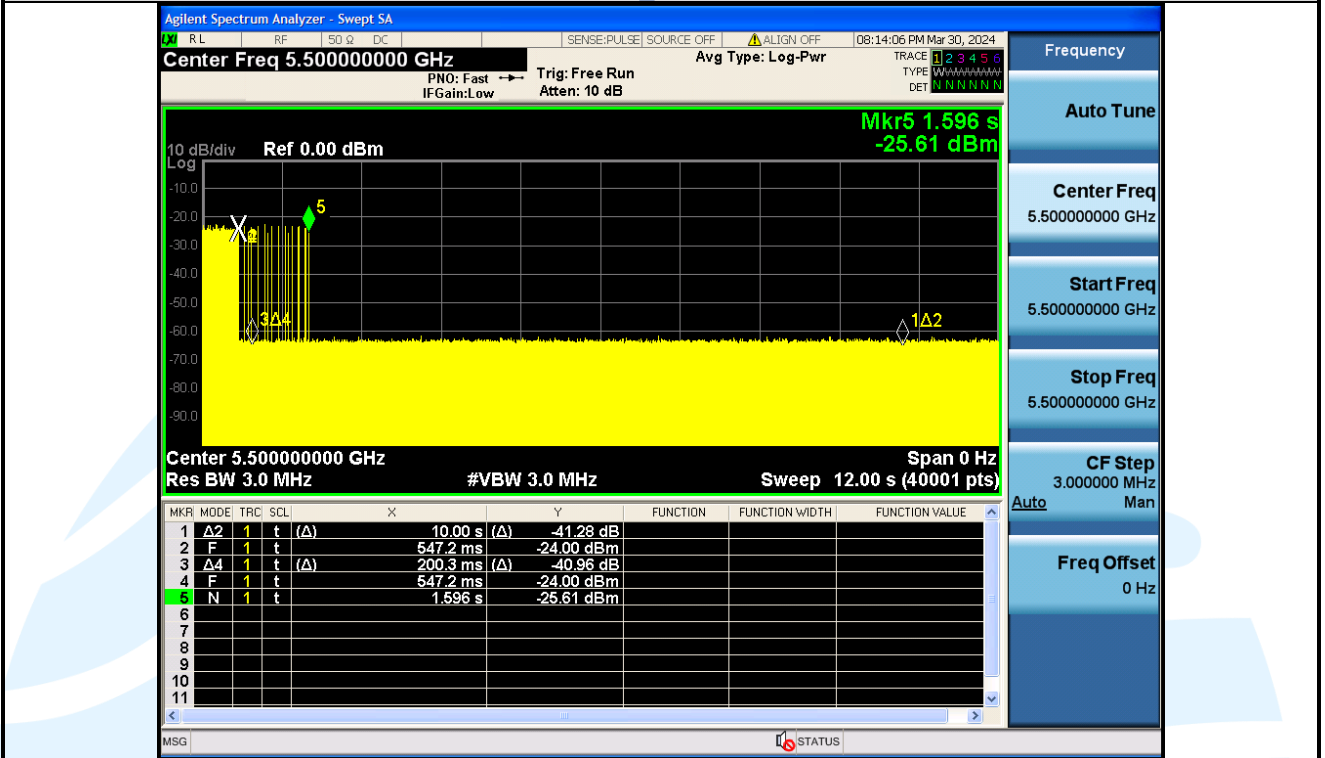 Agilent Spectrum Analyzer - Swept SA
LXI RL RF 50 Ω DC SENSE:PULSE SOURCE OFF ⚠ALIGN OFF 08:14:06 PM Mar 30, 2024
Center Freq 5.500000000 GHz
PNO: Fast
IFGain:Low
Trig: Free Run
Atten: 10 dB
Avg Type: Log-Pwr
TRACE 1 2 3 4 5 6
TYPE WWWWWW
DET N N N N N N
Mkr5 1.596 s
-25.61 dBm
10 dB/div
Log
Ref 0.00 dBm
-10.0
-20.0
-30.0
-40.0
-50.0
-60.0
-70.0
-80.0
-90.0
5
3Δ4
1Δ2
Center 5.500000000 GHz
Span 0 Hz
Res BW 3.0 MHz
#VBW 3.0 MHz
Sweep 12.00 s (40001 pts)
MKR MODE TRC SCL X Y FUNCTION FUNCTION WIDTH FUNCTION VALUE
1 Δ2 1 t (Δ) 10.00 s (Δ) -41.28 dB
2 F 1 t 547.2 ms -24.00 dBm
3 Δ4 1 t (Δ) 200.3 ms (Δ) -40.96 dB
4 F 1 t 547.2 ms -24.00 dBm
5 N 1 t 1.596 s -25.61 dBm
6
7
8
9
10
11
MSG
STATUS
Frequency
Auto Tune
Center Freq
5.500000000 GHz
Start Freq
5.500000000 GHz
Stop Freq
5.500000000 GHz
CF Step
3.000000 MHz
Auto Man
Freq Offset
0 Hz